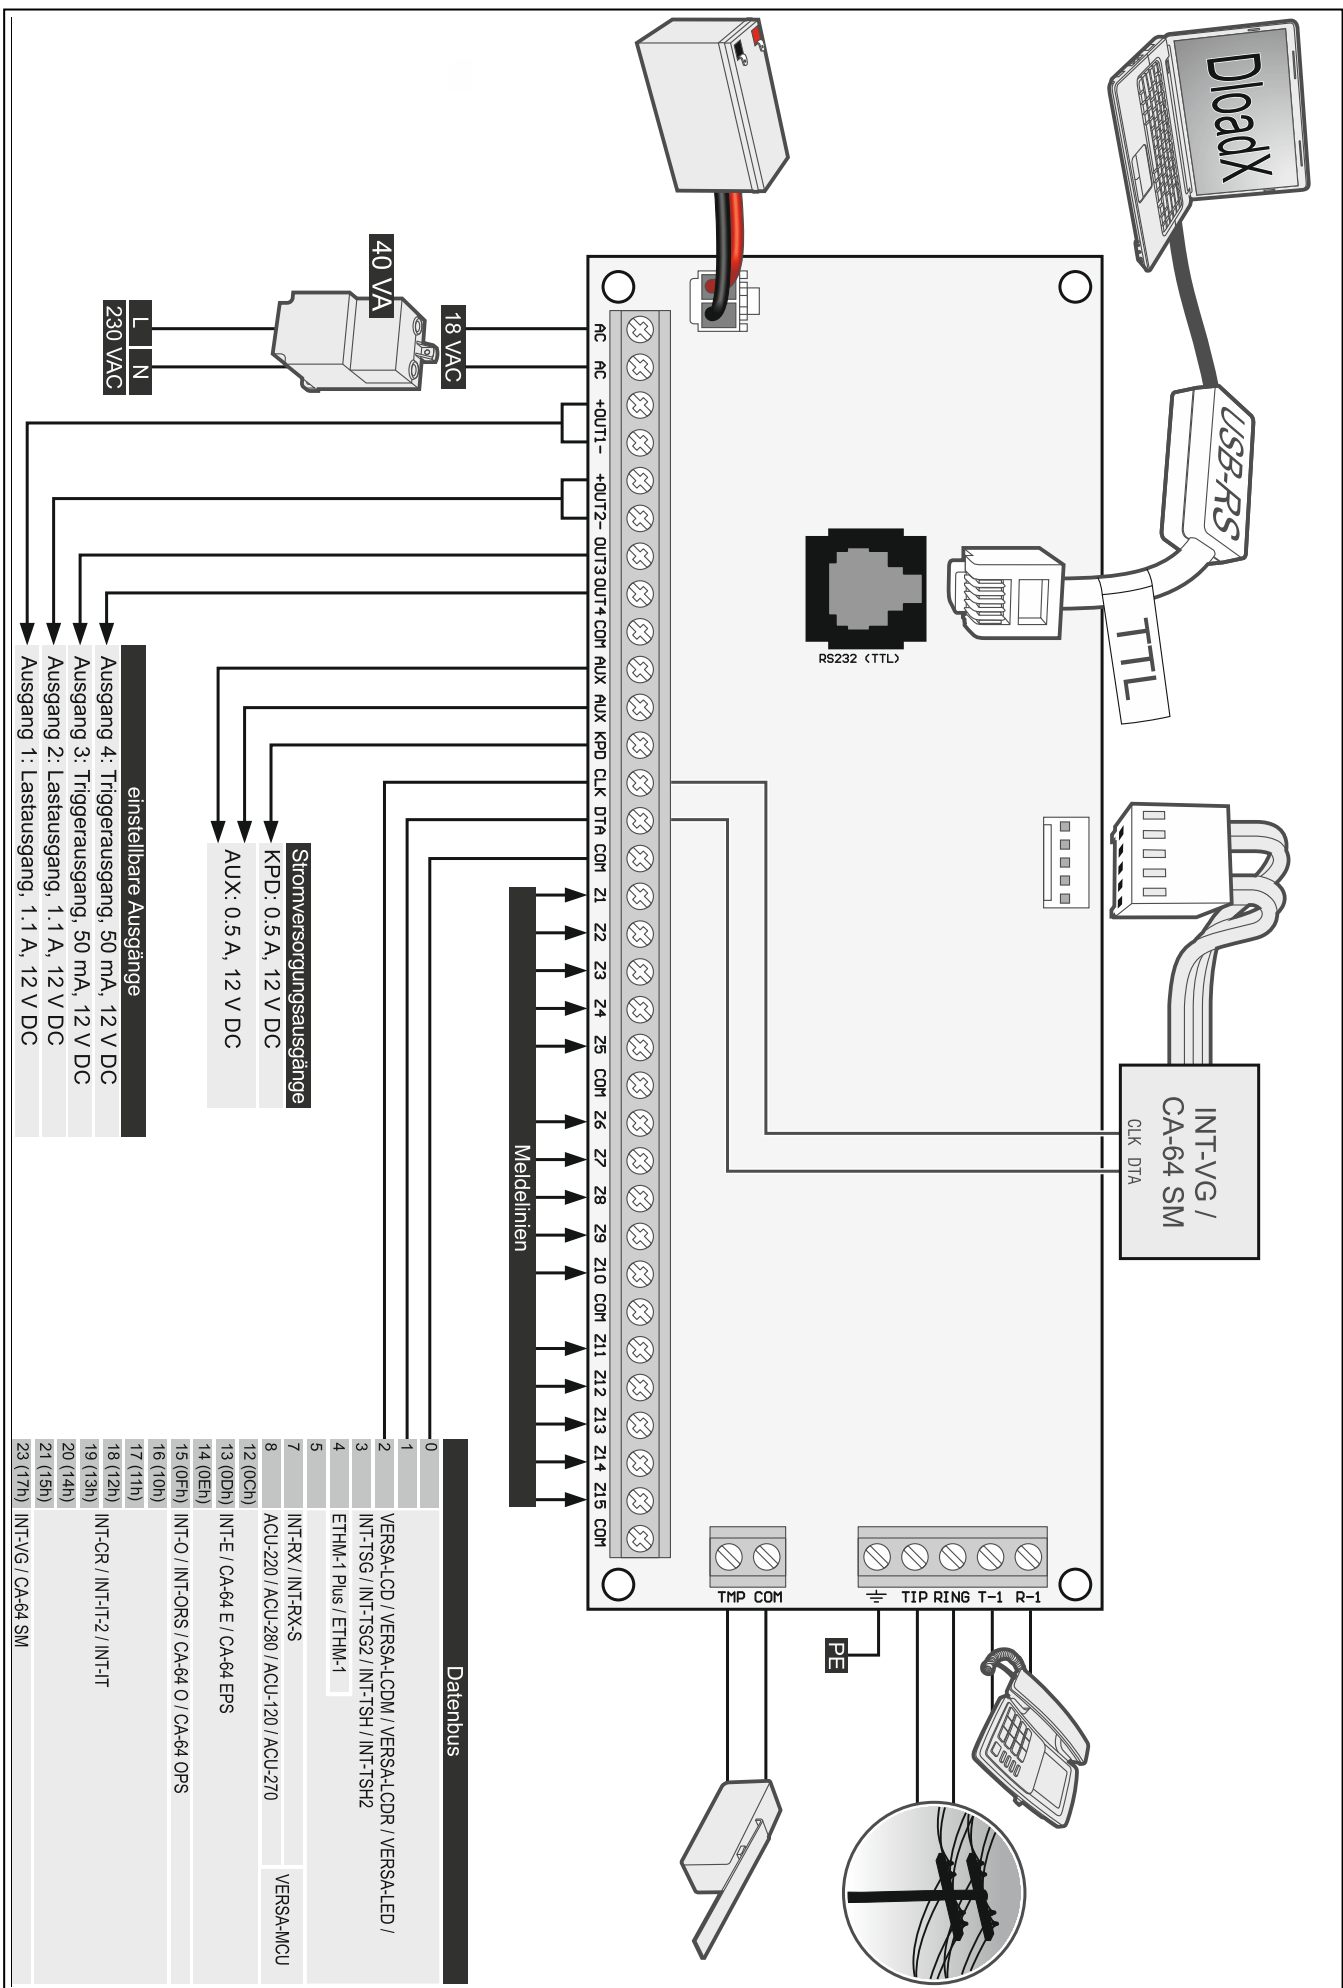 DloadX
USB-RS
TTL
INT-VG /
CA-64 SM
CLK DTA
RS232 (TTL)
40 VA
18 VAC
L N
230 VAC
AC AC +OUT1- +OUT2- OUT3 OUT4 COM AUX AUX KPD CLK DTA COM Z1 Z2 Z3 Z4 Z5 COM Z6 Z7 Z8 Z9 Z10 COM Z11 Z12 Z13 Z14 Z15 COM
TMP COM
TIP RING T-1 R-1
PE
Meldelinien
Stromversorgungsausgänge
KPD: 0.5 A, 12 V DC
AUX: 0.5 A, 12 V DC
einstellbare Ausgänge
Ausgang 4: Triggerausgang, 50 mA, 12 V DC
Ausgang 3: Triggerausgang, 50 mA, 12 V DC
Ausgang 2: Lastausgang, 1.1 A, 12 V DC
Ausgang 1: Lastausgang, 1.1 A, 12 V DC
Datenbus
0
1
2 VERSA-LCD / VERSA-LCDM / VERSA-LCDR / VERSA-LED /
3 INT-TSG / INT-TSG2 / INT-TSH / INT-TSH2
4 ETHM-1 Plus / ETHM-1
5
7 INT-RX / INT-RX-S
VERSA-MCU
8 ACU-220 / ACU-280 / ACU-120 / ACU-270
12 (0Ch)
13 (0Dh) INT-E / CA-64 E / CA-64 EPS
14 (0Eh)
15 (0Fh) INT-O / INT-ORS / CA-64 O / CA-64 OPS
16 (10h)
17 (11h)
18 (12h)
19 (13h) INT-CR / INT-IT-2 / INT-IT
20 (14h)
21 (15h)
23 (17h) INT-VG / CA-64 SM